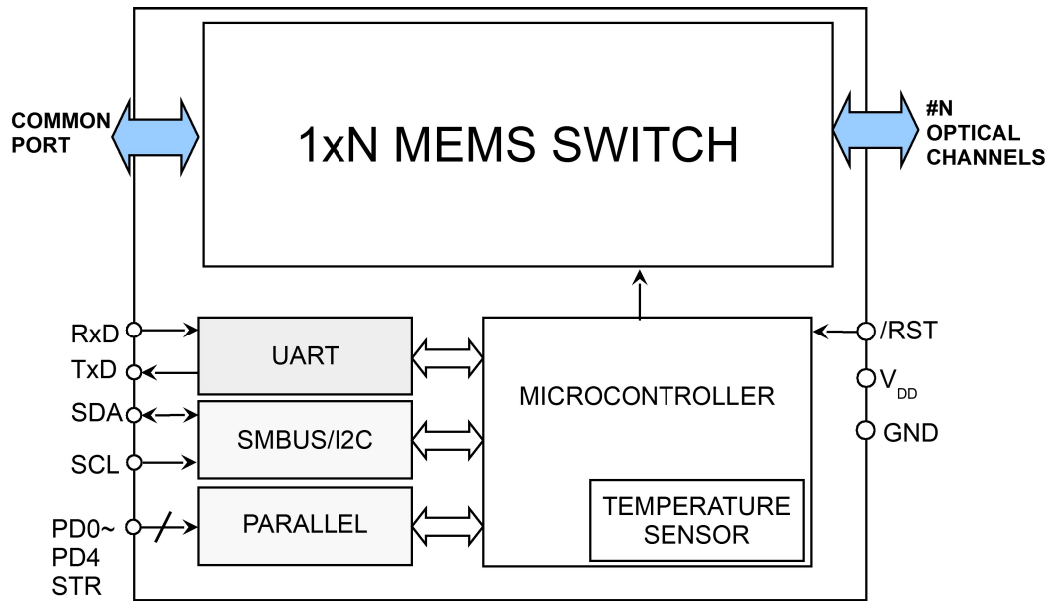 COMMON
PORT
1xN MEMS SWITCH
#N
OPTICAL
CHANNELS
RxD
TxD
SDA
SCL
PD0~
PD4
STR
UART
SMBUS/I2C
PARALLEL
MICROCONTROLLER
TEMPERATURE
SENSOR
/RST
VDD
GND